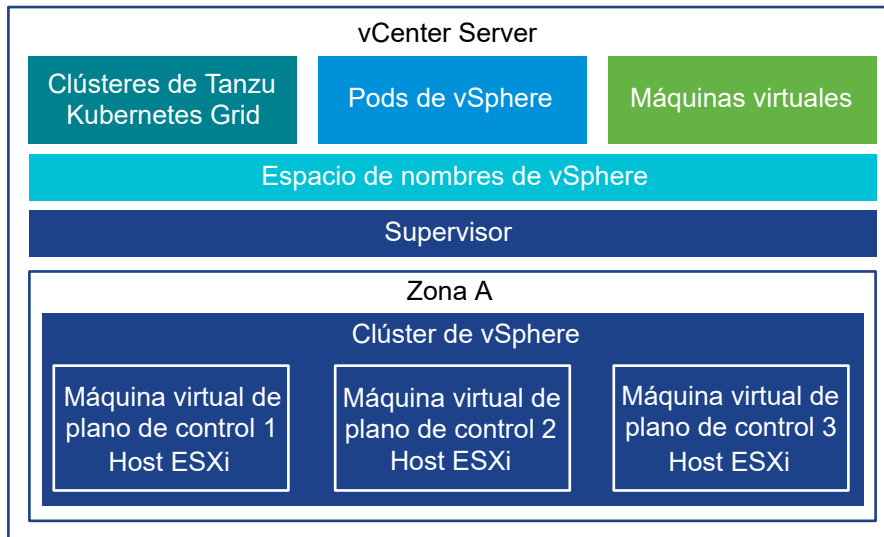 vCenter Server
Clústeres de Tanzu
Kubernetes Grid
Pods de vSphere
Máquinas virtuales
Espacio de nombres de vSphere
Supervisor
Zona A
Clúster de vSphere
Máquina virtual de
plano de control 1
Host ESXi
Máquina virtual de
plano de control 2
Host ESXi
Máquina virtual de
plano de control 3
Host ESXi